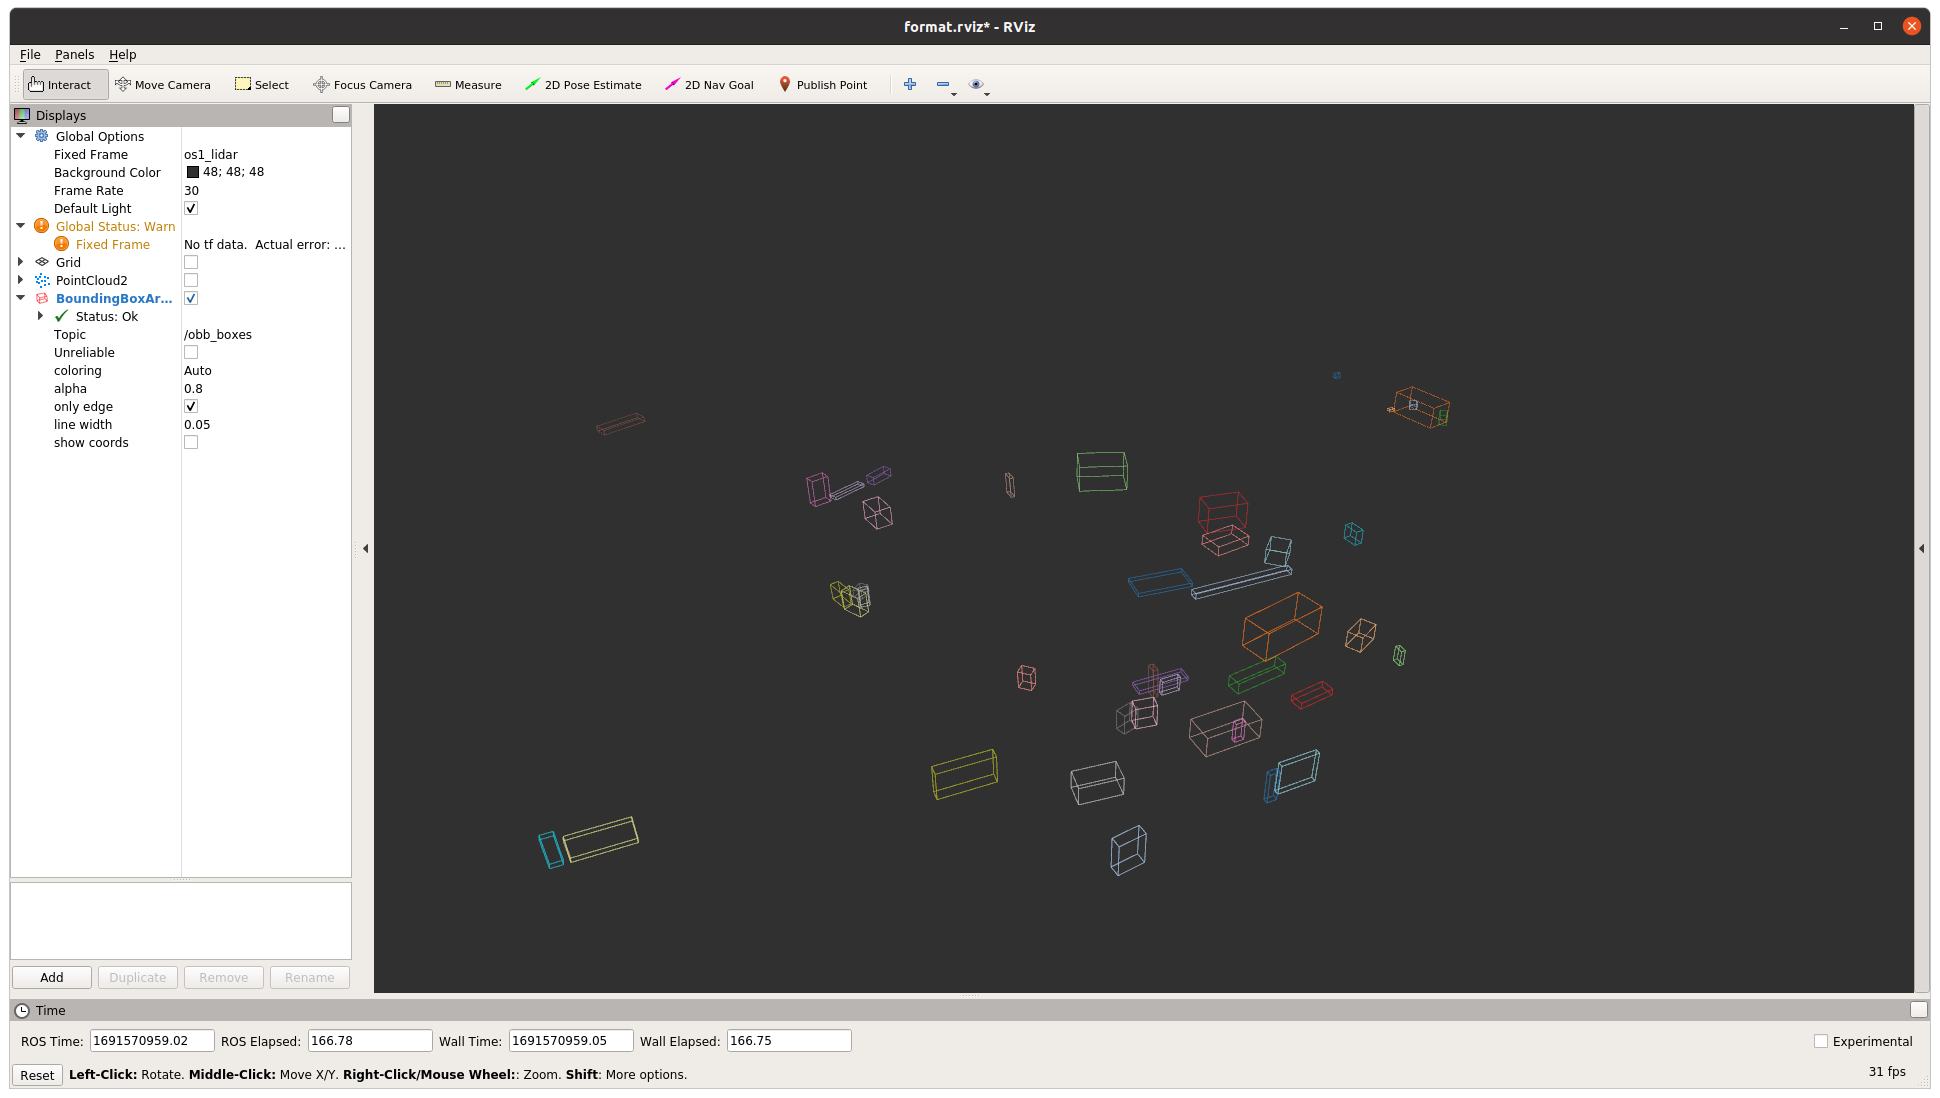 format.rviz* - RViz
File Panels Help
Interact Move Camera Select Focus Camera Measure 2D Pose Estimate 2D Nav Goal Publish Point
Displays
Global Options
Fixed Frame os1_lidar
Background Color 48; 48; 48
Frame Rate 30
Default Light
Global Status: Warn
Fixed Frame No tf data. Actual error: ...
Grid
PointCloud2
BoundingBoxAr...
Status: Ok
Topic /obb_boxes
Unreliable
coloring Auto
alpha 0.8
only edge
line width 0.05
show coords
Add Duplicate Remove Rename
Time
ROS Time: 1691570959.02 ROS Elapsed: 166.78 Wall Time: 1691570959.05 Wall Elapsed: 166.75 Experimental
Reset Left-Click: Rotate. Middle-Click: Move X/Y. Right-Click/Mouse Wheel:: Zoom. Shift: More options. 31 fps